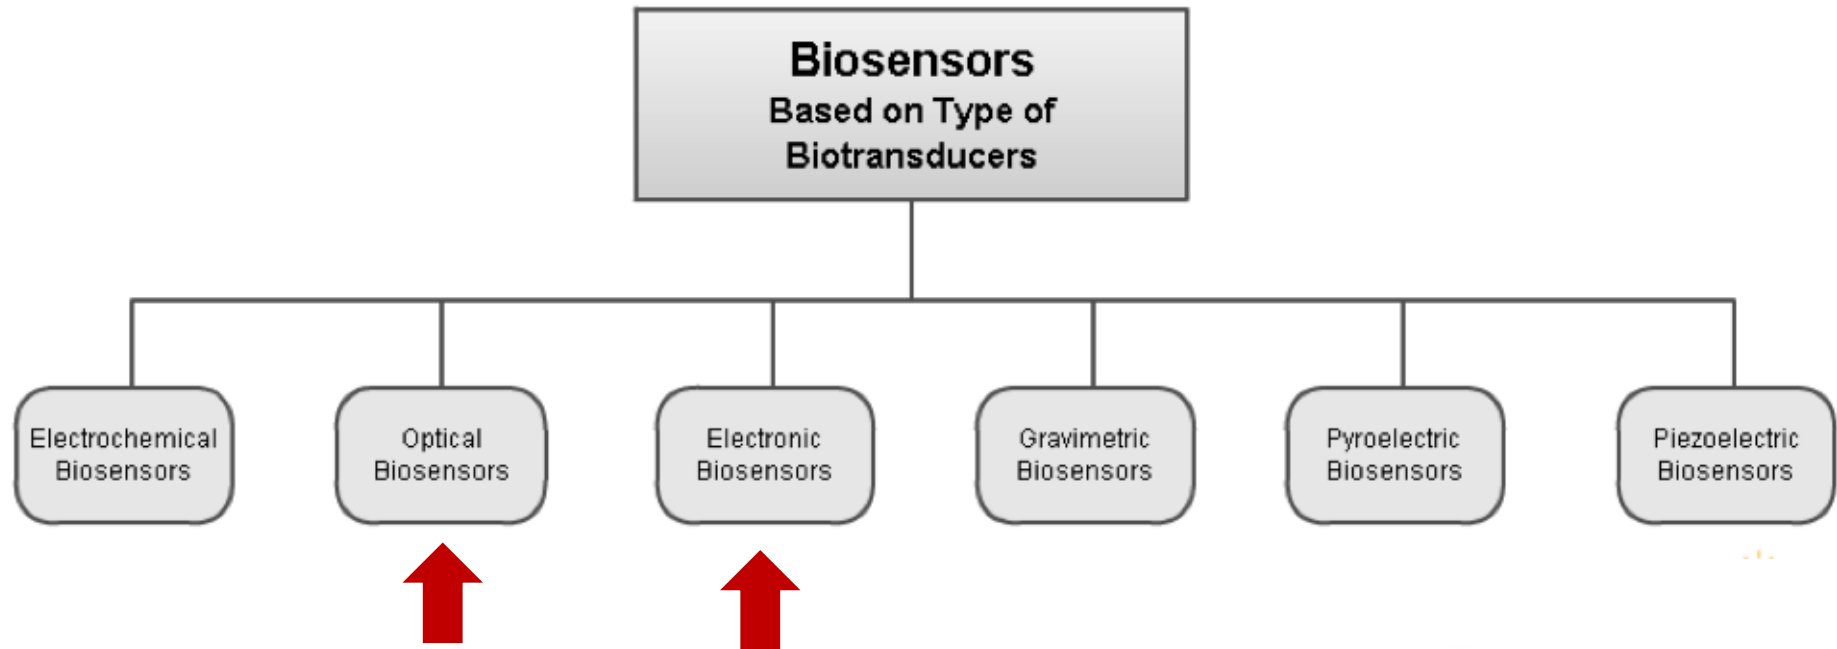 Biosensors
Based on Type of
Biotransducers
Electrochemical
Biosensors
Optical
Biosensors
Electronic
Biosensors
Gravimetric
Biosensors
Pyroelectric
Biosensors
Piezoelectric
Biosensors